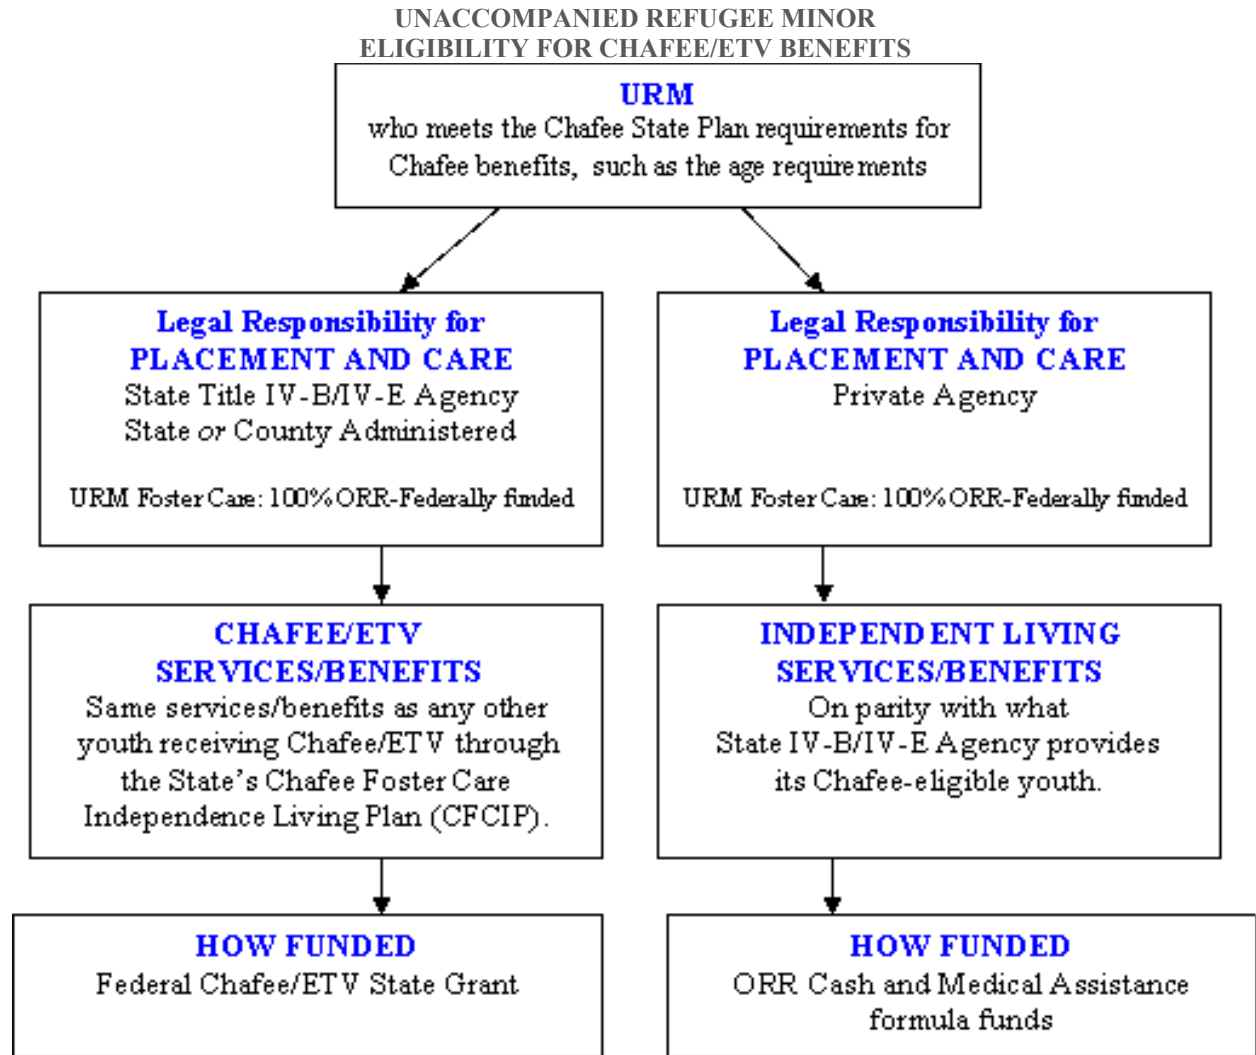 UNACCOMPANIED REFUGEE MINOR
ELIGIBILITY FOR CHAFEE/ETV BENEFITS
URM
who meets the Chafee State Plan requirements for
Chafee benefits, such as the age requirements
Legal Responsibility for
PLACEMENT AND CARE
State Title IV-B/IV-E Agency
State or County Administered
URM Foster Care: 100% ORR-Federally funded
Legal Responsibility for
PLACEMENT AND CARE
Private Agency
URM Foster Care: 100% ORR-Federally funded
CHAFEE/ETV
SERVICES/BENEFITS
Same services/benefits as any other
youth receiving Chafee/ETV through
the State's Chafee Foster Care
Independence Living Plan (CFCIP).
INDEPENDENT LIVING
SERVICES/BENEFITS
On parity with what
State IV-B/IV-E Agency provides
its Chafee-eligible youth.
HOW FUNDED
Federal Chafee/ETV State Grant
HOW FUNDED
ORR Cash and Medical Assistance
formula funds